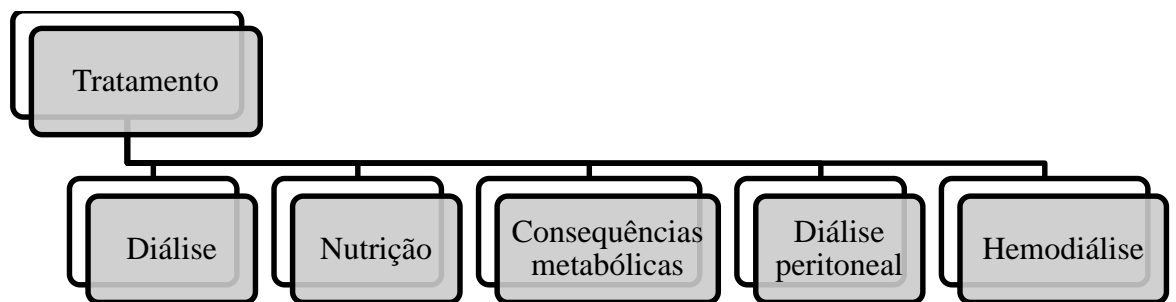 Tratamento
Diálise
Nutrição
Consequências
metabólicas
Diálise
peritoneal
Hemodiálise